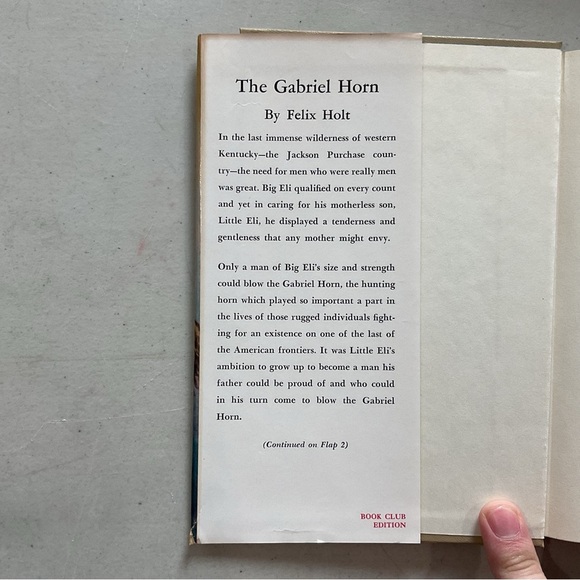 The Gabriel Horn
By Felix Holt
In the last immense wilderness of western
Kentucky—the Jackson Purchase coun-
try—the need for men who were really men
was great. Big Eli qualified on every count
and yet in caring for his motherless son,
Little Eli, he displayed a tenderness and
gentleness that any mother might envy.
Only a man of Big Eli's size and strength
could blow the Gabriel Horn, the hunting
horn which played so important a part in
the lives of those rugged individuals fight-
ing for an existence on one of the last of
the American frontiers. It was Little Eli's
ambition to grow up to become a man his
father could be proud of and who could
in his turn come to blow the Gabriel
Horn.
(Continued on Flap 2)
BOOK CLUB
EDITION